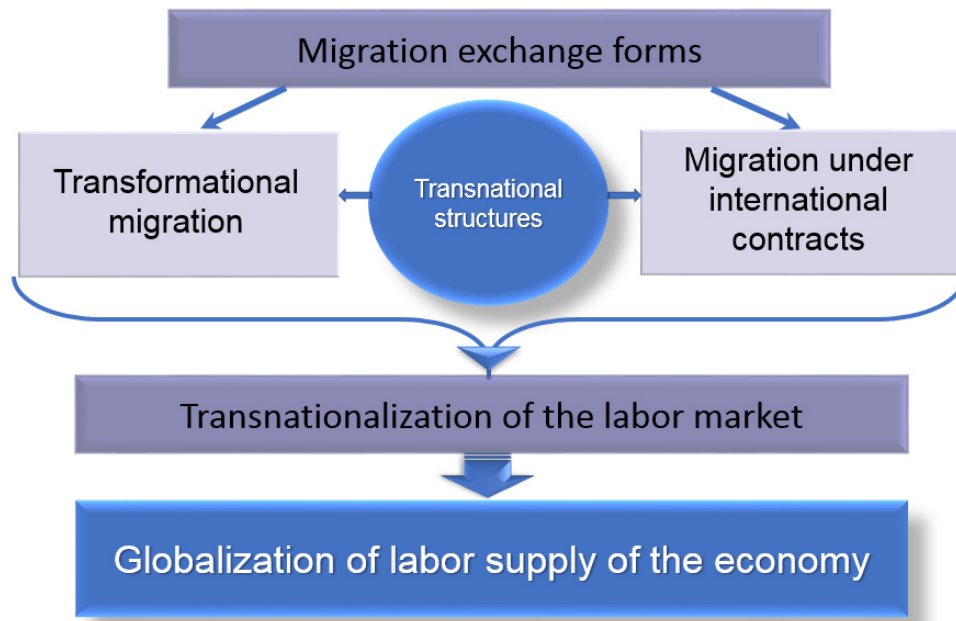 Migration exchange forms
Transformational
migration
Transnational
structures
Migration under
international
contracts
Transnationalization of the labor market
Globalization of labor supply of the economy